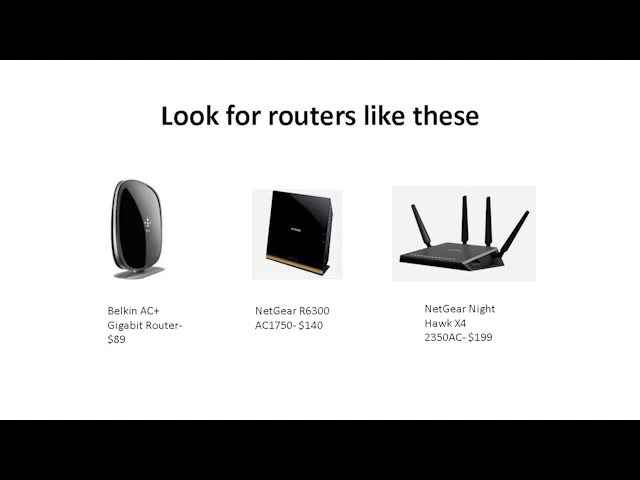 Look for routers like these
Belkin AC+
Gigabit Router-
$89
NetGear R6300
AC1750- $140
NetGear Night
Hawk X4
2350AC- $199